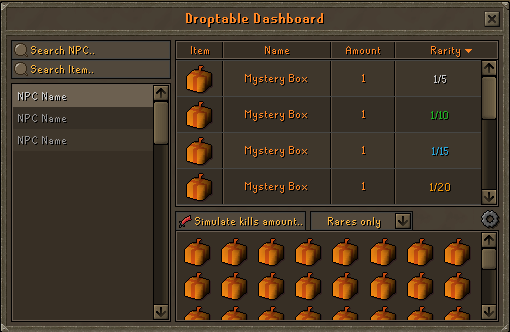 Droptable Dashboard
Search NPC..
Search Item..
NPC Name
NPC Name
NPC Name
Item Name Amount Rarity
Mystery Box 1 1/5
Mystery Box 1 1/10
Mystery Box 1 1/15
Mystery Box 1 1/20
Simulate kills amount.. Rares only